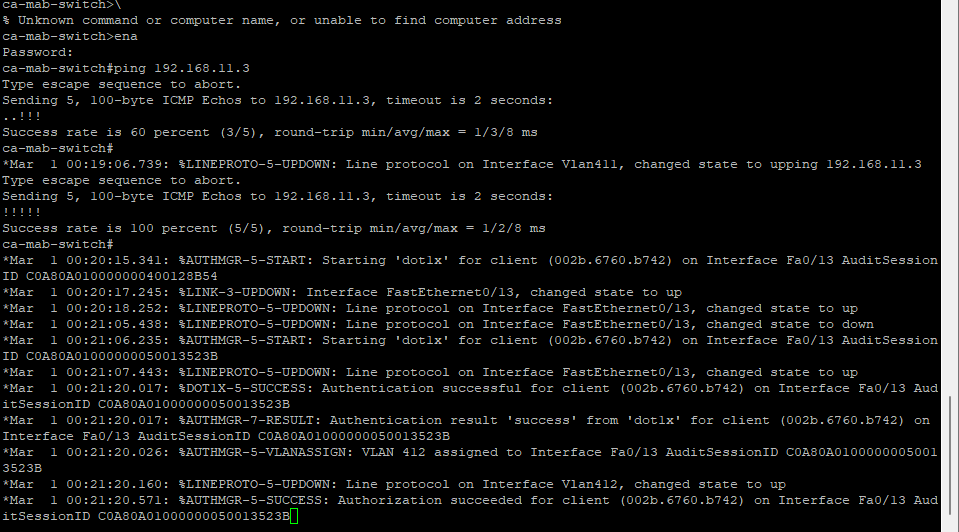 ca-mab-switch>\
% Unknown command or computer name, or unable to find computer address
ca-mab-switch>ena
Password:
ca-mab-switch#ping 192.168.11.3
Type escape sequence to abort.
Sending 5, 100-byte ICMP Echos to 192.168.11.3, timeout is 2 seconds:
..!!!
Success rate is 60 percent (3/5), round-trip min/avg/max = 1/3/8 ms
ca-mab-switch#
*Mar  1 00:19:06.739: %LINEPROTO-5-UPDOWN: Line protocol on Interface Vlan411, changed state to upping 192.168.11.3
Type escape sequence to abort.
Sending 5, 100-byte ICMP Echos to 192.168.11.3, timeout is 2 seconds:
!!!!!
Success rate is 100 percent (5/5), round-trip min/avg/max = 1/2/8 ms
ca-mab-switch#
*Mar  1 00:20:15.341: %AUTHMGR-5-START: Starting 'dot1x' for client (002b.6760.b742) on Interface Fa0/13 AuditSession
ID C0A80A010000000400128B54
*Mar  1 00:20:17.245: %LINK-3-UPDOWN: Interface FastEthernet0/13, changed state to up
*Mar  1 00:20:18.252: %LINEPROTO-5-UPDOWN: Line protocol on Interface FastEthernet0/13, changed state to up
*Mar  1 00:21:05.438: %LINEPROTO-5-UPDOWN: Line protocol on Interface FastEthernet0/13, changed state to down
*Mar  1 00:21:06.235: %AUTHMGR-5-START: Starting 'dot1x' for client (002b.6760.b742) on Interface Fa0/13 AuditSession
ID C0A80A01000000050013523B
*Mar  1 00:21:07.443: %LINEPROTO-5-UPDOWN: Line protocol on Interface FastEthernet0/13, changed state to up
*Mar  1 00:21:20.017: %DOT1X-5-SUCCESS: Authentication successful for client (002b.6760.b742) on Interface Fa0/13 Aud
itSessionID C0A80A01000000050013523B
*Mar  1 00:21:20.017: %AUTHMGR-7-RESULT: Authentication result 'success' from 'dot1x' for client (002b.6760.b742) on
Interface Fa0/13 AuditSessionID C0A80A01000000050013523B
*Mar  1 00:21:20.026: %AUTHMGR-5-VLANASSIGN: VLAN 412 assigned to Interface Fa0/13 AuditSessionID C0A80A0100000005001
3523B
*Mar  1 00:21:20.160: %LINEPROTO-5-UPDOWN: Line protocol on Interface Vlan412, changed state to up
*Mar  1 00:21:20.571: %AUTHMGR-5-SUCCESS: Authorization succeeded for client (002b.6760.b742) on Interface Fa0/13 Aud
itSessionID C0A80A01000000050013523B